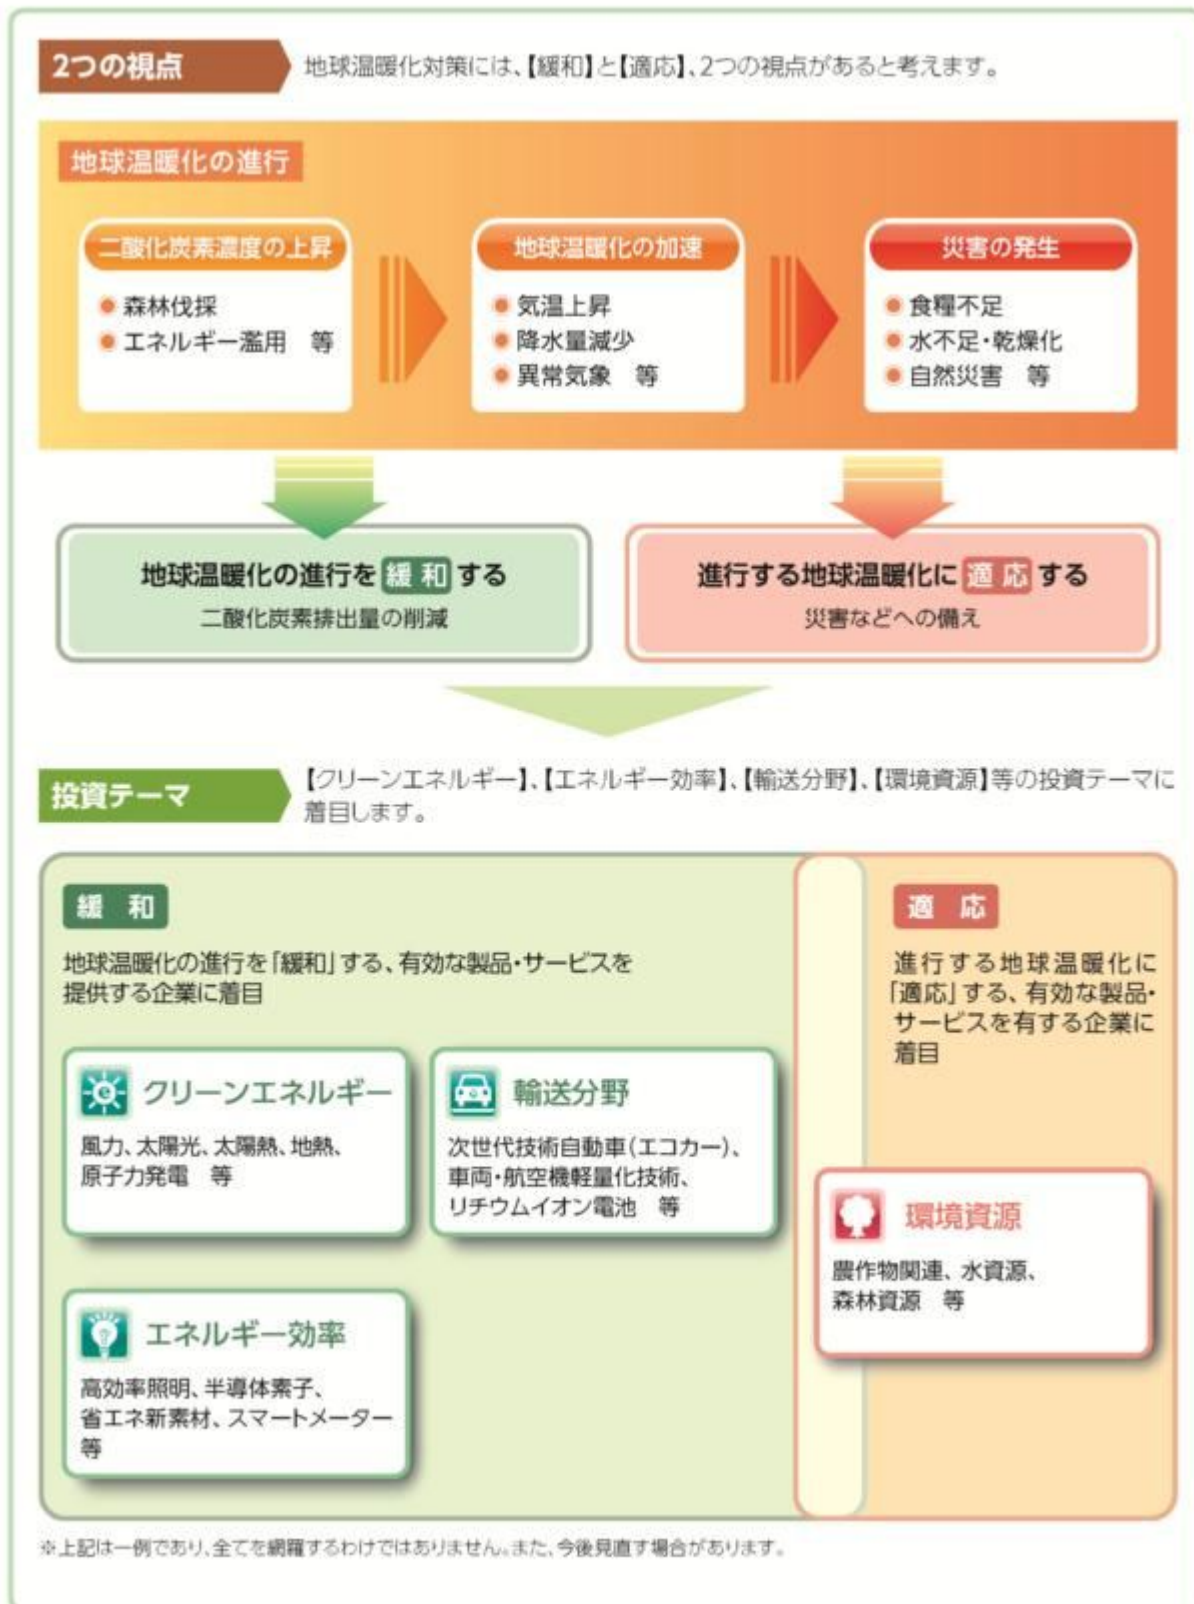 2つの視点
地球温暖化対策には、【緩和】と【適応】、2つの視点があると考えます。
地球温暖化の進行
二酸化炭素濃度の上昇
森林伐採
エネルギー濫用 等
地球温暖化の加速
気温上昇
降水量減少
異常気象 等
災害の発生
食糧不足
水不足・乾燥化
自然災害 等
地球温暖化の進行を 緩和 する
二酸化炭素排出量の削減
進行する地球温暖化に 適応 する
災害などへの備え
投資テーマ
【クリーンエネルギー】、【エネルギー効率】、【輸送分野】、【環境資源】等の投資テーマに
着目します。
緩和
地球温暖化の進行を「緩和」する、有効な製品・サービスを
提供する企業に着目
クリーンエネルギー
風力、太陽光、太陽熱、地熱、
原子力発電 等
輸送分野
次世代技術自動車(エコカー)、
車両・航空機軽量化技術、
リチウムイオン電池 等
エネルギー効率
高効率照明、半導体素子、
省エネ新素材、スマートメーター
等
適応
進行する地球温暖化に
「適応」する、有効な製品・
サービスを有する企業に
着目
環境資源
農作物関連、水資源、
森林資源 等
※上記は一例であり、全てを網羅するわけではありません。また、今後見直す場合があります。